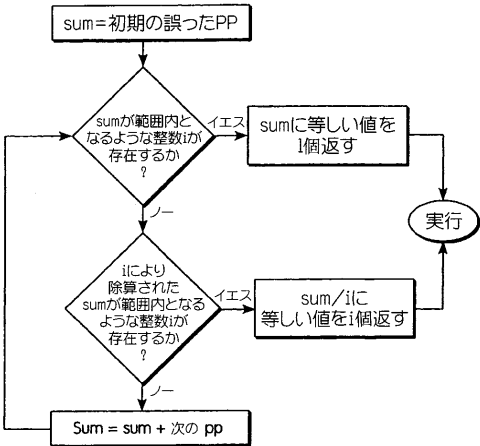 sum=初期の誤ったPP
sumが範囲内と
なるような整数iが
存在するか
?
イエス
sumに等しい値を
1個返す
実行
ノー
iにより
除算された
sumが範囲内となる
ような整数iが
存在するか
?
イエス
sum/iに
等しい値をi個返す
ノー
Sum = sum + 次の pp